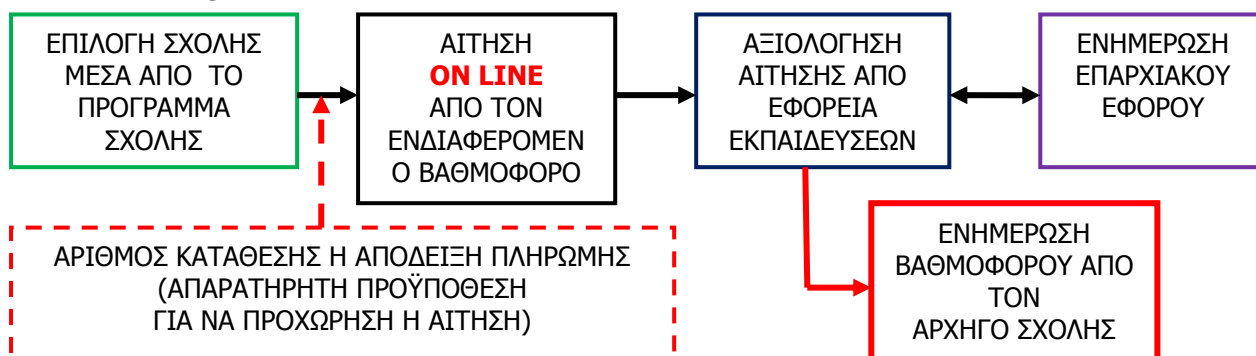 ΕΠΙΛΟΓΗ ΣΧΟΛΗΣ
ΜΕΣΑ ΑΠΟ ΤΟ
ΠΡΟΓΡΑΜΜΑ
ΣΧΟΛΗΣ
ΑΙΤΗΣΗ
ON LINE
ΑΠΟ ΤΟΝ
ΕΝΔΙΑΦΕΡΟΜΕΝ
Ο ΒΑΘΜΟΦΟΡΟ
ΑΞΙΟΛΟΓΗΣΗ
ΑΙΤΗΣΗΣ ΑΠΟ
ΕΦΟΡΕΙΑ
ΕΚΠΑΙΔΕΥΣΕΩΝ
ΕΝΗΜΕΡΩΣΗ
ΕΠΑΡΧΙΑΚΟΥ
ΕΦΟΡΟΥ
ΑΡΙΘΜΟΣ ΚΑΤΑΘΕΣΗΣ Η ΑΠΟΔΕΙΞΗ ΠΛΗΡΩΜΗΣ
(ΑΠΑΡΑΤΗΡΗΤΗ ΠΡΟΫΠΟΘΕΣΗ
ΓΙΑ ΝΑ ΠΡΟΧΩΡΗΣΗ Η ΑΙΤΗΣΗ)
ΕΝΗΜΕΡΩΣΗ
ΒΑΘΜΟΦΟΡΟΥ ΑΠΟ
ΤΟΝ
ΑΡΧΗΓΟ ΣΧΟΛΗΣ